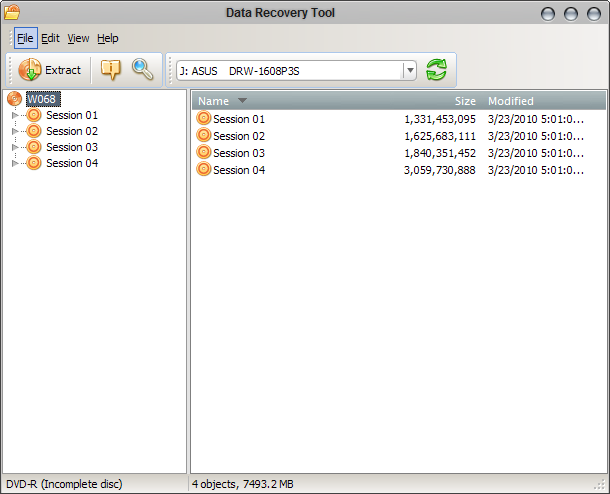 Data Recovery Tool
File Edit View Help
Extract J: ASUS DRW-1608P3S
W068
Session 01
Session 02
Session 03
Session 04
Name Size Modified
Session 01 1,331,453,095 3/23/2010 5:01:0...
Session 02 1,625,683,111 3/23/2010 5:01:0...
Session 03 1,840,351,452 3/23/2010 5:01:0...
Session 04 3,059,730,888 3/23/2010 5:01:0...
DVD-R (Incomplete disc) 4 objects, 7493.2 MB